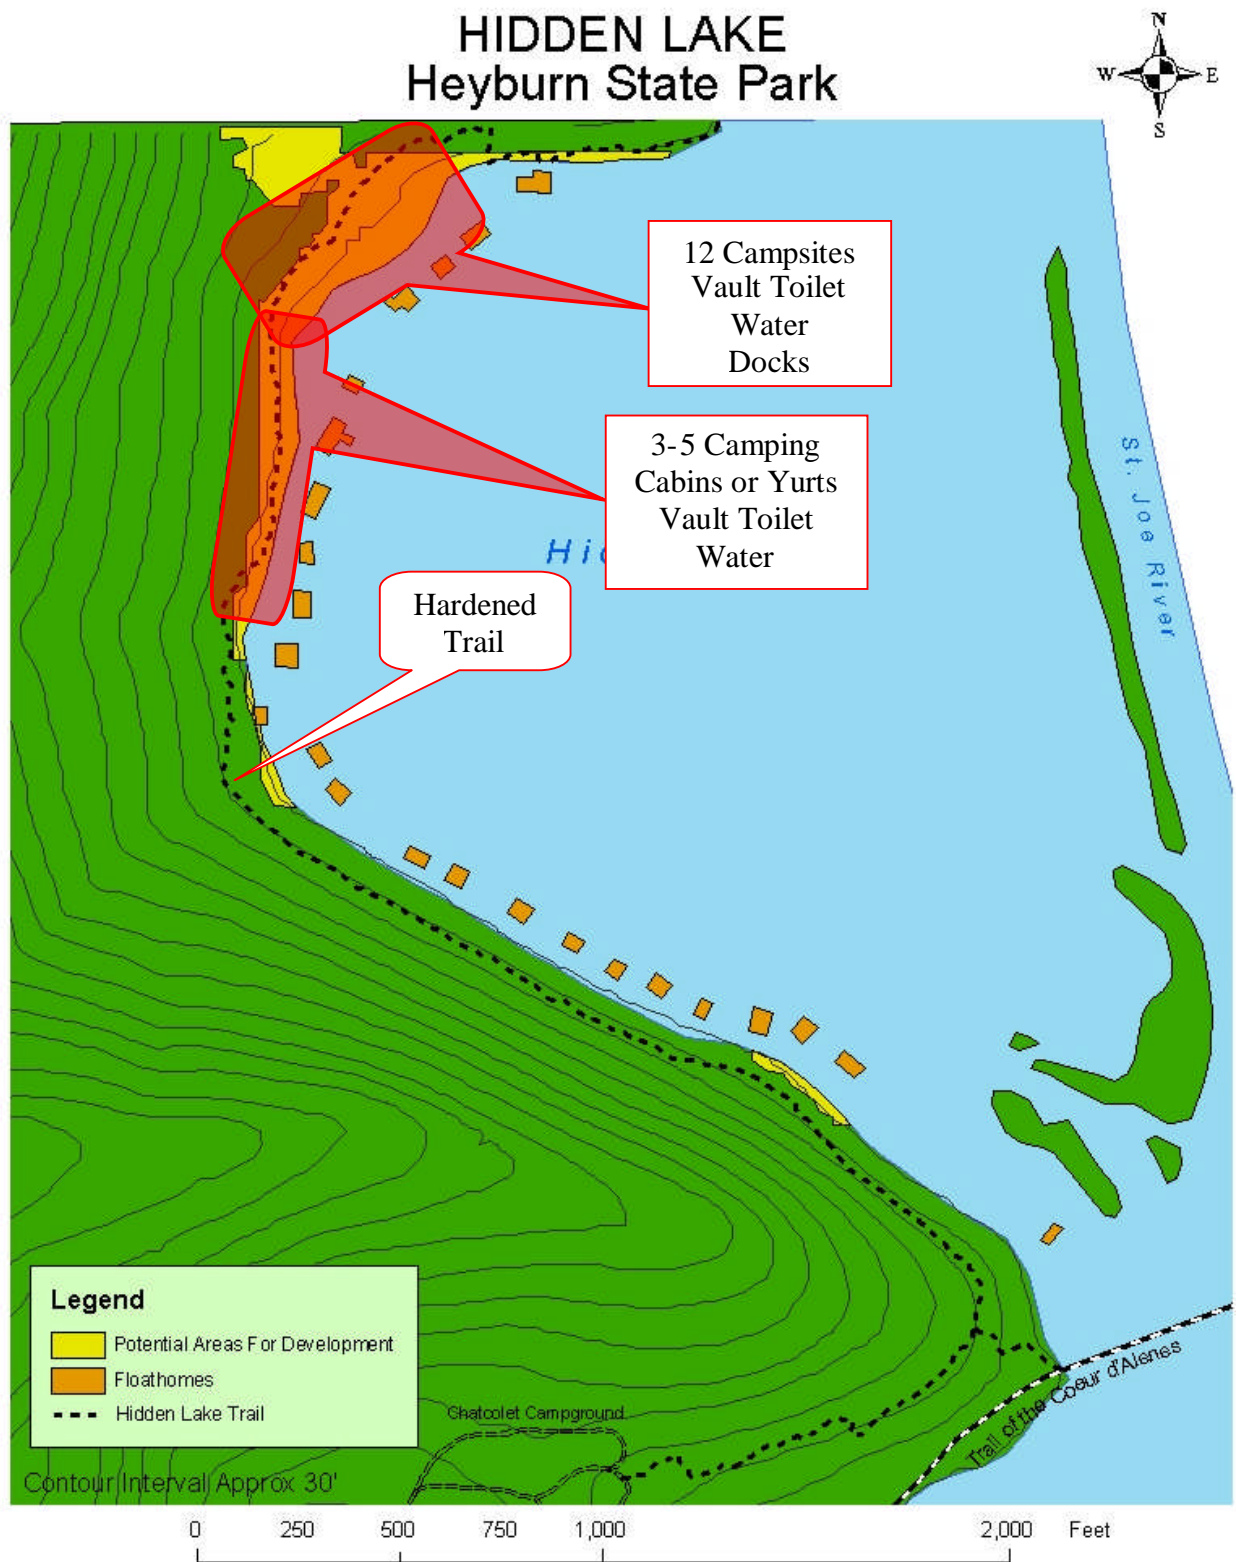 HIDDEN LAKE
Heyburn State Park
N
W
E
S
12 Campsites
Vault Toilet
Water
Docks
3-5 Camping
Cabins or Yurts
Vault Toilet
Water
Hi
St. Joe River
Hardened
Trail
Legend
Potential Areas For Development
Floathomes
Hidden Lake Trail
Chatcolet Campground
Trail of the Coeur d'Alenes
Contour Interval Approx 30'
0 250 500 750 1,000 2,000 Feet